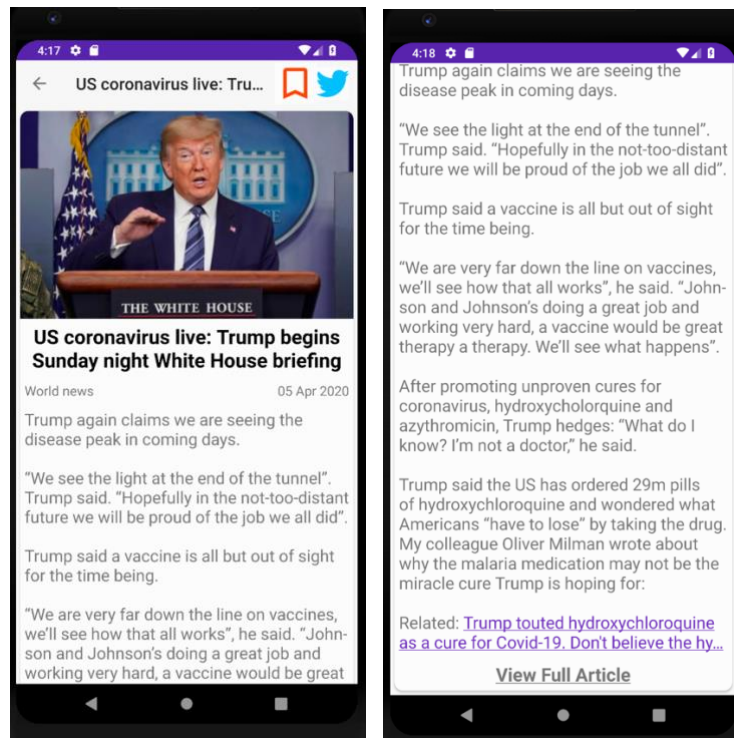 4:17
US coronavirus live: Tru...
THE WHITE HOUSE
US coronavirus live: Trump begins
Sunday night White House briefing
World news
05 Apr 2020
Trump again claims we are seeing the
disease peak in coming days.
“We see the light at the end of the tunnel”.
Trump said. “Hopefully in the not-too-distant
future we will be proud of the job we all did”.
Trump said a vaccine is all but out of sight
for the time being.
“We are very far down the line on vaccines,
we’ll see how that all works”, he said. “John-
son and Johnson’s doing a great job and
working very hard, a vaccine would be great
4:18
Trump again claims we are seeing the
disease peak in coming days.
“We see the light at the end of the tunnel”.
Trump said. “Hopefully in the not-too-distant
future we will be proud of the job we all did”.
Trump said a vaccine is all but out of sight
for the time being.
“We are very far down the line on vaccines,
we’ll see how that all works”, he said. “John-
son and Johnson’s doing a great job and
working very hard, a vaccine would be great
therapy a therapy. We’ll see what happens”.
After promoting unproven cures for
coronavirus, hydroxycholorquine and
azythromicin, Trump hedges: “What do I
know? I’m not a doctor,” he said.
Trump said the US has ordered 29m pills
of hydroxychloroquine and wondered what
Americans “have to lose” by taking the drug.
My colleague Oliver Milman wrote about
why the malaria medication may not be the
miracle cure Trump is hoping for:
Related: Trump touted hydroxychloroquine
as a cure for Covid-19. Don't believe the hy...
View Full Article